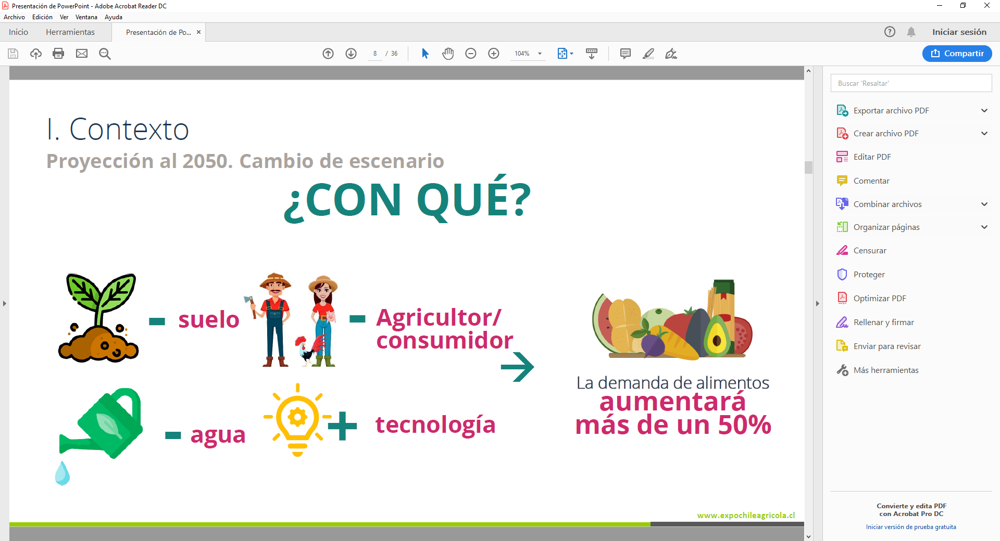 Presentación de PowerPoint - Adobe Acrobat Reader DC
Archivo Edición Ver Ventana Ayuda
Inicio Herramientas Presentación de Po... × Iniciar sesión
8 / 36 104% Compartir
I. Contexto
Proyección al 2050. Cambio de escenario
¿CON QUÉ?
- suelo
- Agricultor/
consumidor
- agua
+ tecnología
La demanda de alimentos
aumentará
más de un 50%
www.expochileagricola.cl
Buscar 'Resaltar'
Exportar archivo PDF
Crear archivo PDF
Editar PDF
Comentar
Combinar archivos
Organizar páginas
Censurar
Proteger
Optimizar PDF
Rellenar y firmar
Enviar para revisar
Más herramientas
Convierte y edita PDF
con Acrobat Pro DC
Iniciar versión de prueba gratuita